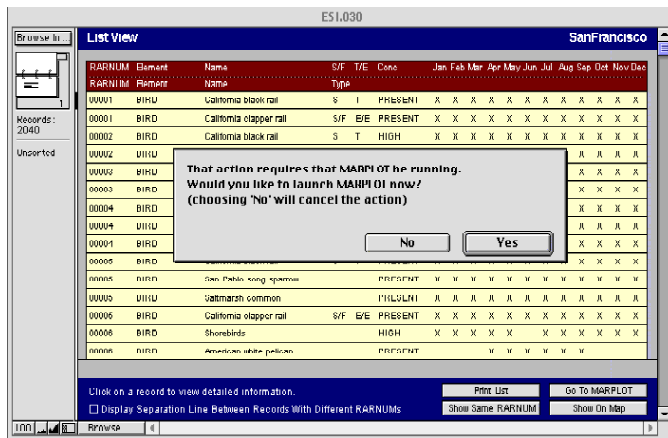 ESI.030
Browse In...
List View SanFrancisco
RARNUM Element Name S/F T/E Conc Jan Feb Mar Apr May Jun Jul Aug Sep Oct Nov Dec
RARNUM Element Name Type
1
Records:
2040
Unsorted
00001 BIRD California black rail S T PRESENT X X X X X X X X X X X X
00001 BIRD California clapper rail S/F E/E PRESENT X X X X X X X X X X X X
00002 BIRD California black rail S T HIGH X X X X X X X X X X X X
00002 BIRD X X X
00003 BIRD X X X
00003 BIRD X X X
00004 BIRD X X X
00004 BIRD X X X
00004 BIRD X X X
00005 BIRD X X X
That action requires that MARPLOT be running.
Would you like to launch MARPLOT now?
(choosing 'No' will cancel the action)
No Yes
00005 BIRD San Pablo song sparrow PRESENT X X X X X X X X X X X X
00005 BIRD Saltmarsh common PRESENT X X X X X X X X X X X X
00006 BIRD California clapper rail S/F E/E PRESENT X X X X X X X X X X X X
00006 BIRD Shorebirds HIGH X X X X X X X X X X X
00006 BIRD American white pelican PRESENT X X X X X X
Click on a record to view detailed information.
Display Separation Line Between Records With Different RARNUMs
Print List Go To MARPLOT
Show Same RARNUM Show On Map
100 Browse